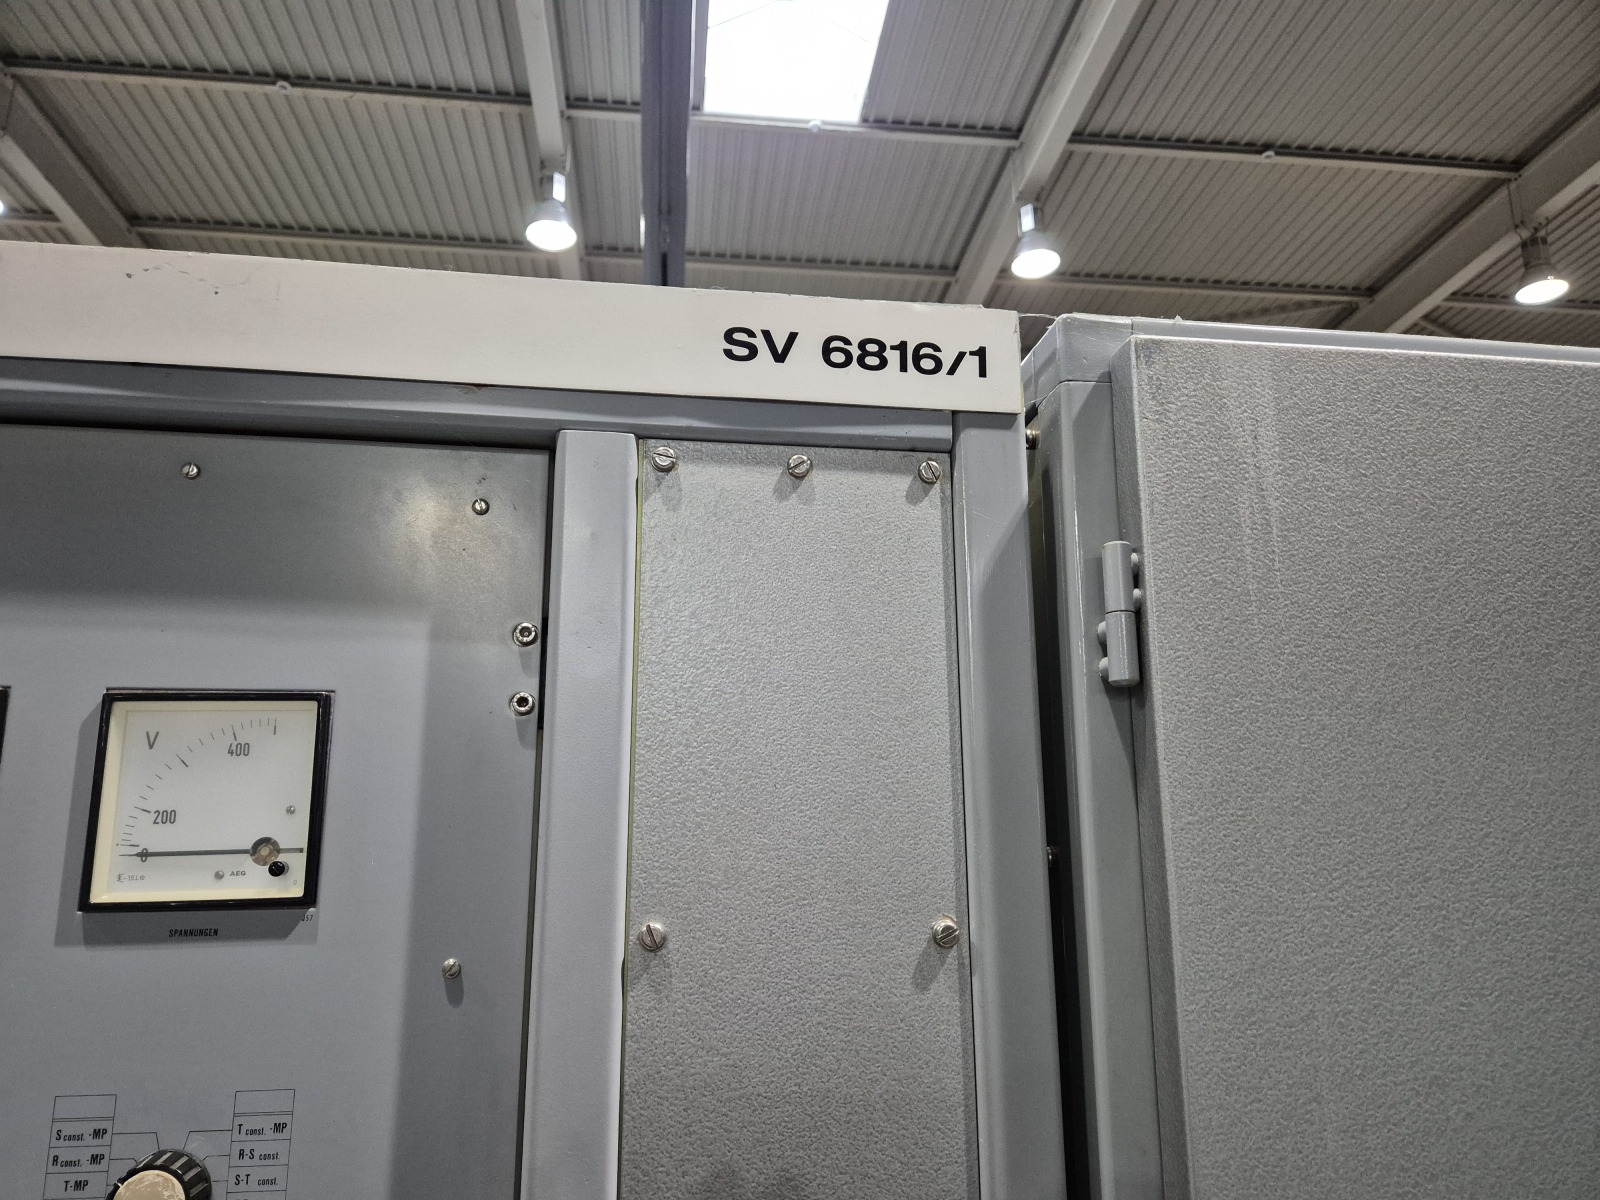 SV 6816/1
V
400
200
0
AEG
SPANNUNGEN
S const. -MP
R const. -MP
T-MP
T const. -MP
R-S const.
S-T const.